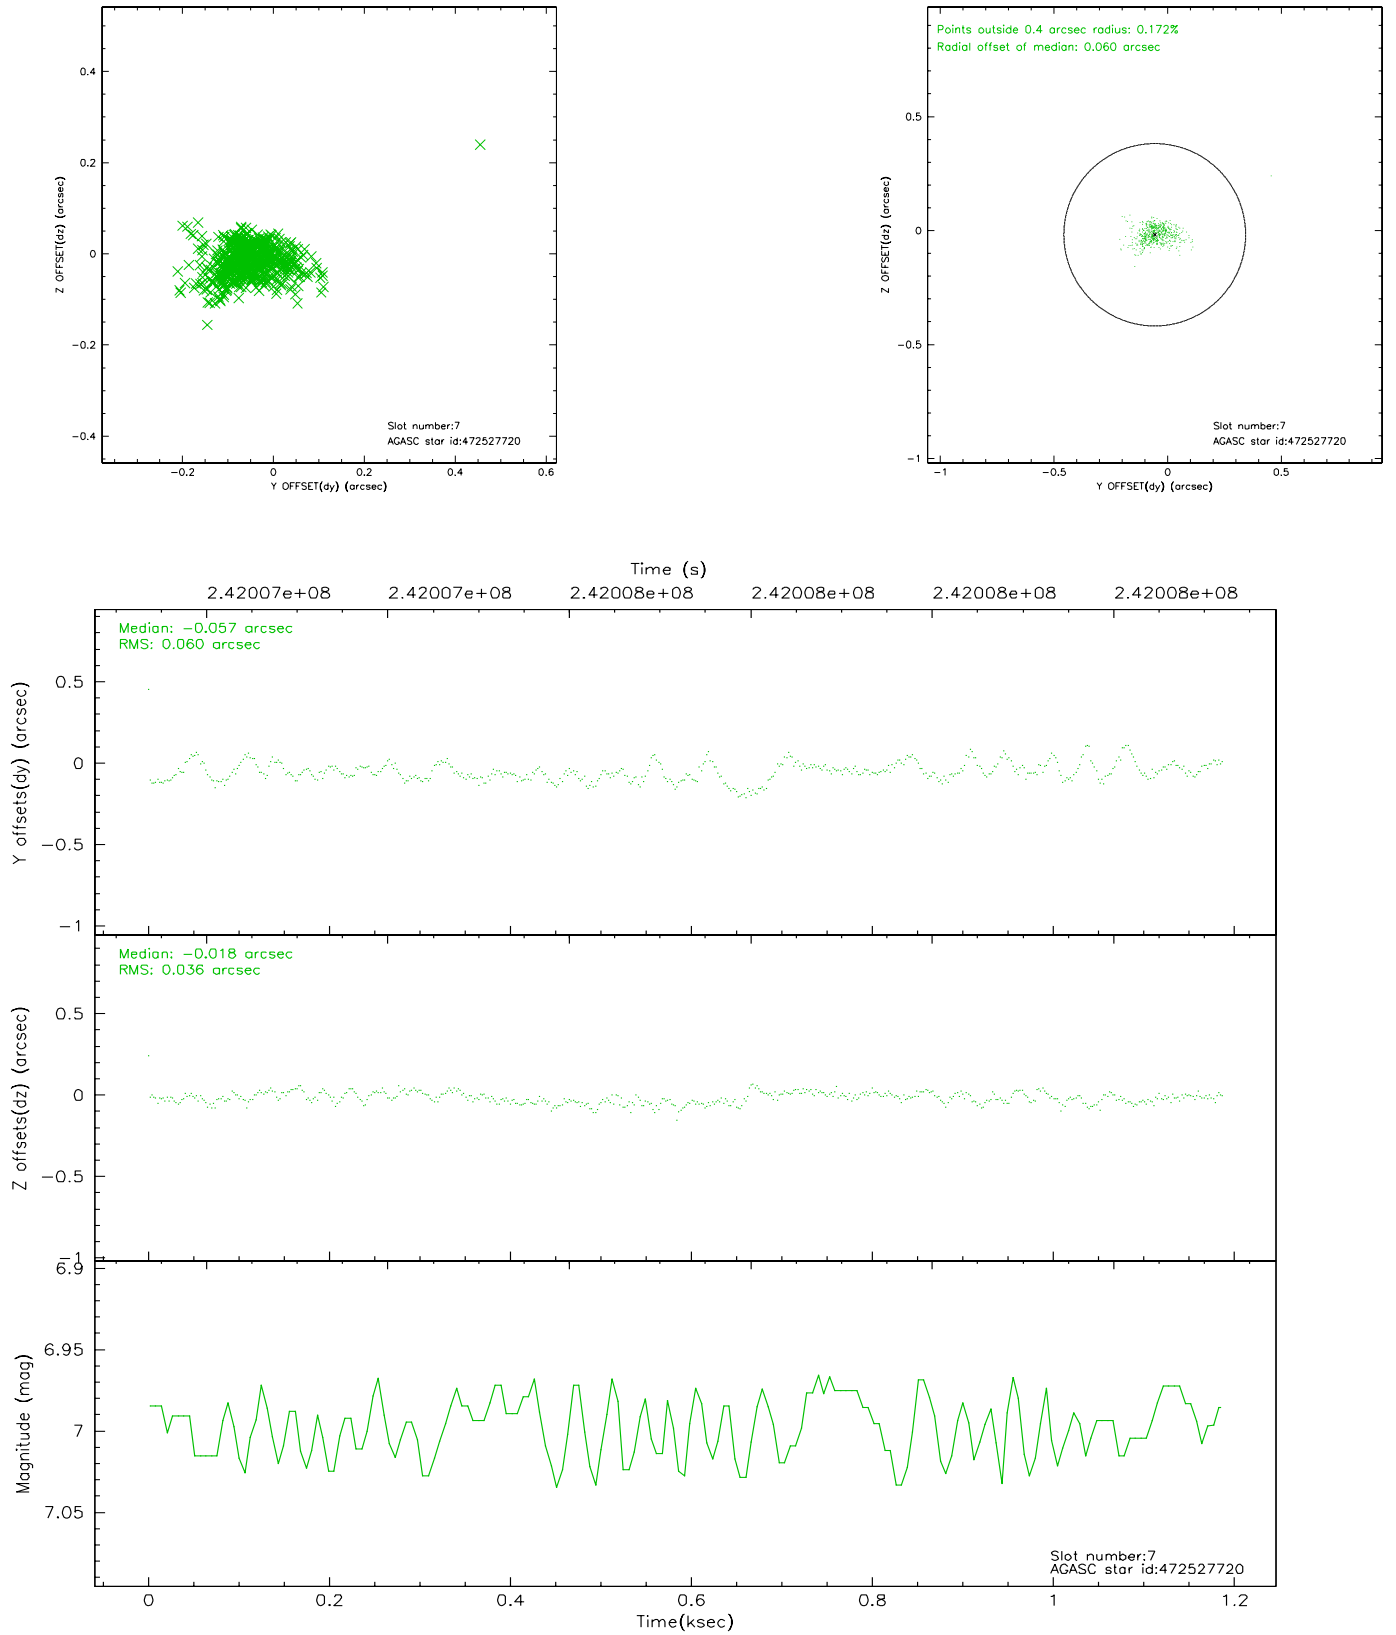 0.4
0.2
0
−0.2
−0.4
Z OFFSET(dz) (arcsec)
Slot number:7
AGASC star id:472527720
−0.2 0 0.2 0.4 0.6
Y OFFSET(dy) (arcsec)
Points outside 0.4 arcsec radius: 0.172%
Radial offset of median: 0.060 arcsec
0.5
0
−0.5
−1
Z OFFSET(dz) (arcsec)
Slot number:7
AGASC star id:472527720
−1 −0.5 0 0.5
Y OFFSET(dy) (arcsec)
Time (s)
2.42007e+08 2.42007e+08 2.42008e+08 2.42008e+08 2.42008e+08 2.42008e+08
Median: −0.057 arcsec
RMS: 0.060 arcsec
0.5
0
−0.5
−1
Y offsets(dy) (arcsec)
Median: −0.018 arcsec
RMS: 0.036 arcsec
0.5
0
−0.5
−1
Z offsets(dz) (arcsec)
6.9
6.95
7
7.05
Magnitude (mag)
Slot number:7
AGASC star id:472527720
0 0.2 0.4 0.6 0.8 1 1.2
Time(ksec)